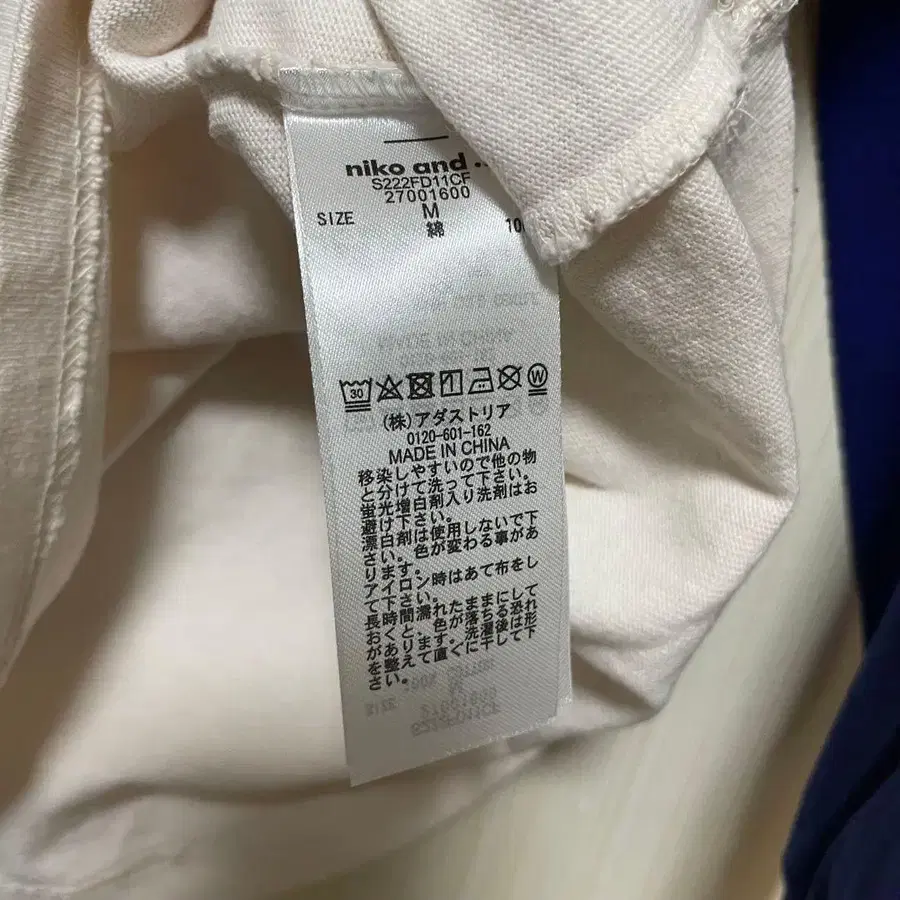 niko and ...
S222FD11CF
27001600
SIZE M
綿 10
30
W
(株)アダストリア
0120-601-162
MADE IN CHINA
移染しやすいので他の物
と分けて洗って下さい。
蛍光増白剤入り洗剤はお
避け下さい。
漂白剤は使用しないで下
さい。色が変わる事があ
ります。
アイロン時はあて布をし
て下さい。
長時間濡れたままにして
おくと、色が落ちる恐れ
があります。洗濯後は形
を整えて直ぐに干して下
さい。